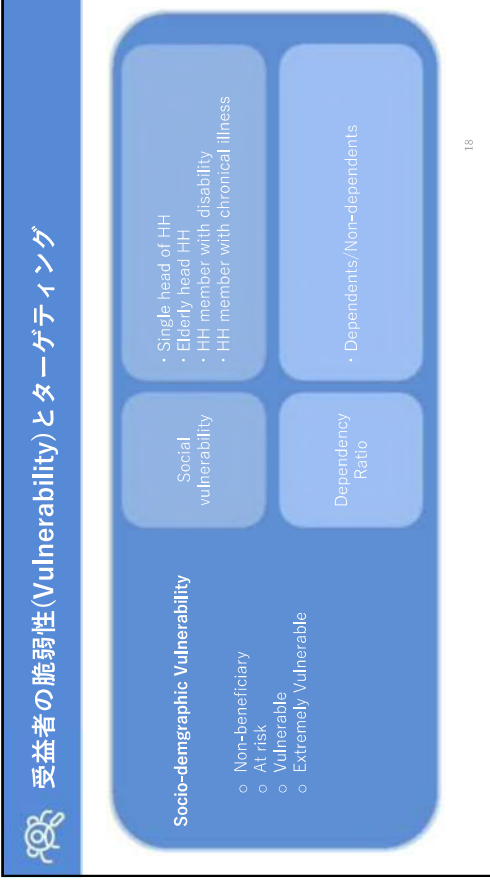 受益者の脆弱性(Vulnerability)とターゲティング
Socio-demgraphic Vulnerability
○ Non-beneficiary
○ At risk
○ Vulnerable
○ Extremely Vulnerable
Social
vulnerability
・Single head of HH
・Elderly head HH
・HH member with disability
・HH member with chronical illness
Dependency
Ratio
・Dependents/Non-dependents
18